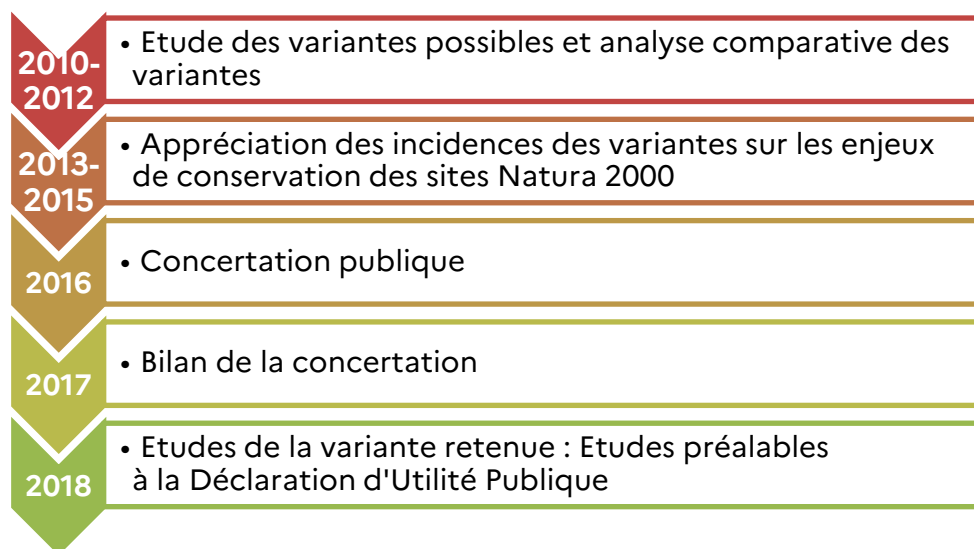 2010-
2012
• Etude des variantes possibles et analyse comparative des
variantes
2013-
2015
• Appréciation des incidences des variantes sur les enjeux
de conservation des sites Natura 2000
2016
• Concertation publique
2017
• Bilan de la concertation
2018
• Etudes de la variante retenue : Etudes préalables
à la Déclaration d'Utilité Publique